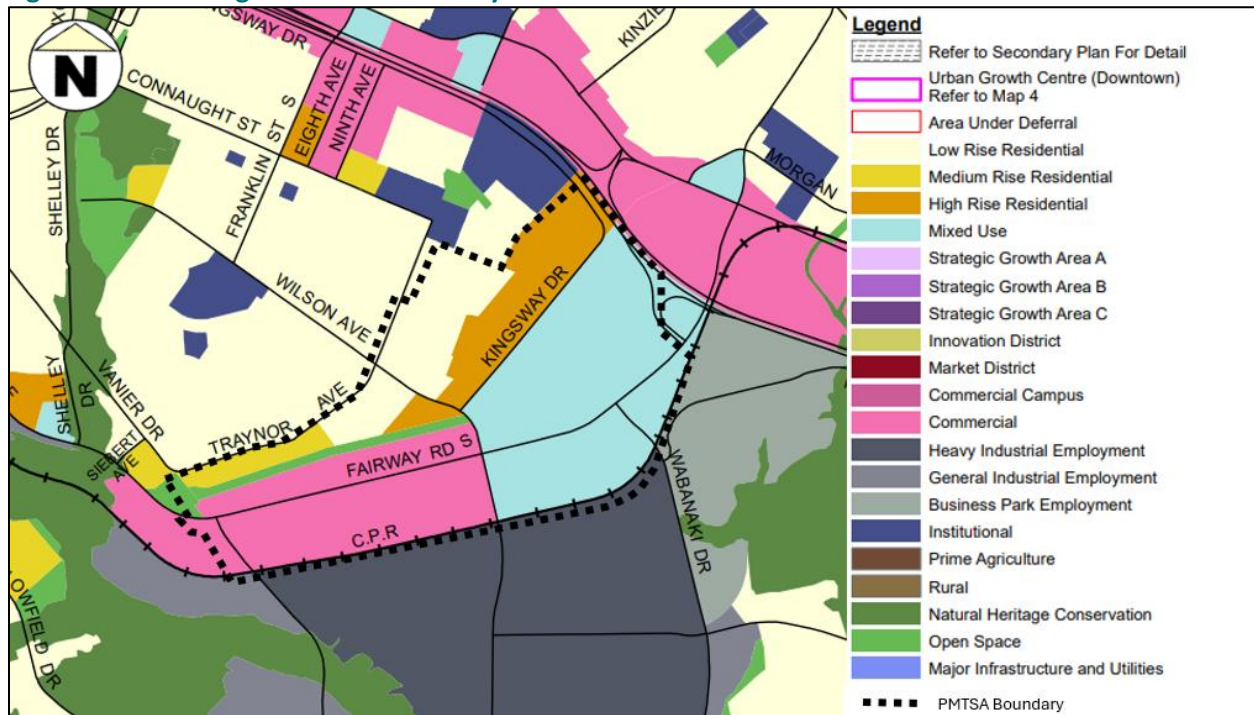 N
GSWAY DR
CONNAUGHT ST
SHELLEY DR
FRANKLIN
ST S
EIGHTH AVE
NINTH AVE
KINZIE
MORGAN
WILSON AVE
KINGSWAY DR
SHELLEY
DR
VANIER DR
SIEBERT
AVE
TRAYNOR AVE
FAIRWAY RD S
C.P.R
WABANAKI DR
OWFIELD DR
Legend
Refer to Secondary Plan For Detail
Urban Growth Centre (Downtown)
Refer to Map 4
Area Under Deferral
Low Rise Residential
Medium Rise Residential
High Rise Residential
Mixed Use
Strategic Growth Area A
Strategic Growth Area B
Strategic Growth Area C
Innovation District
Market District
Commercial Campus
Commercial
Heavy Industrial Employment
General Industrial Employment
Business Park Employment
Institutional
Prime Agriculture
Rural
Natural Heritage Conservation
Open Space
Major Infrastructure and Utilities
PMTSA Boundary